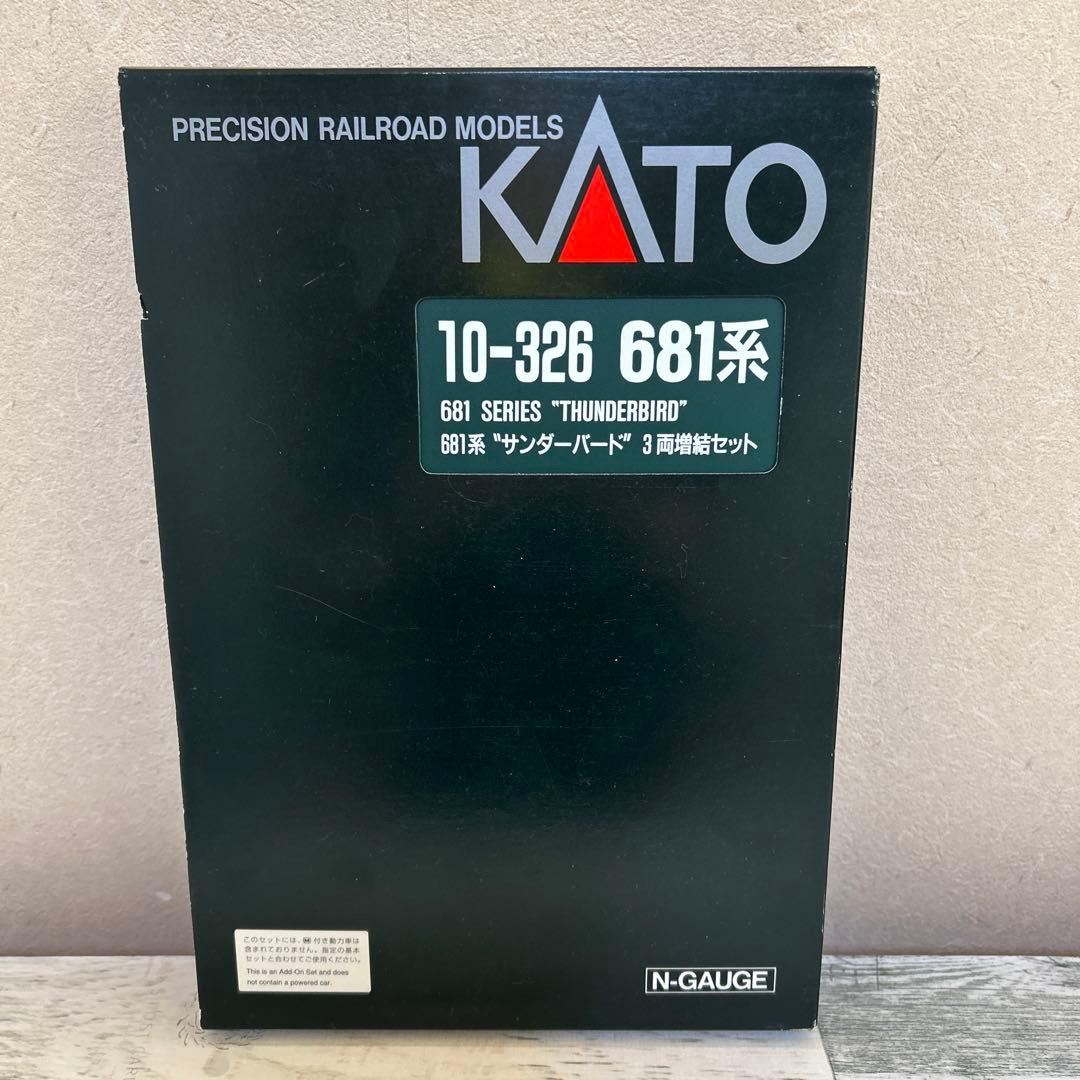 PRECISION RAILROAD MODELS
KATO
10-326 681系
681 SERIES "THUNDERBIRD"
681系 "サンダーバード" 3両増結セット
このセットには、Ⓜ付き動力車は
含まれておりません。指定の基本
セットと合わせてご使用ください。
This is an Add-On Set and does
not contain a powered car.
N-GAUGE